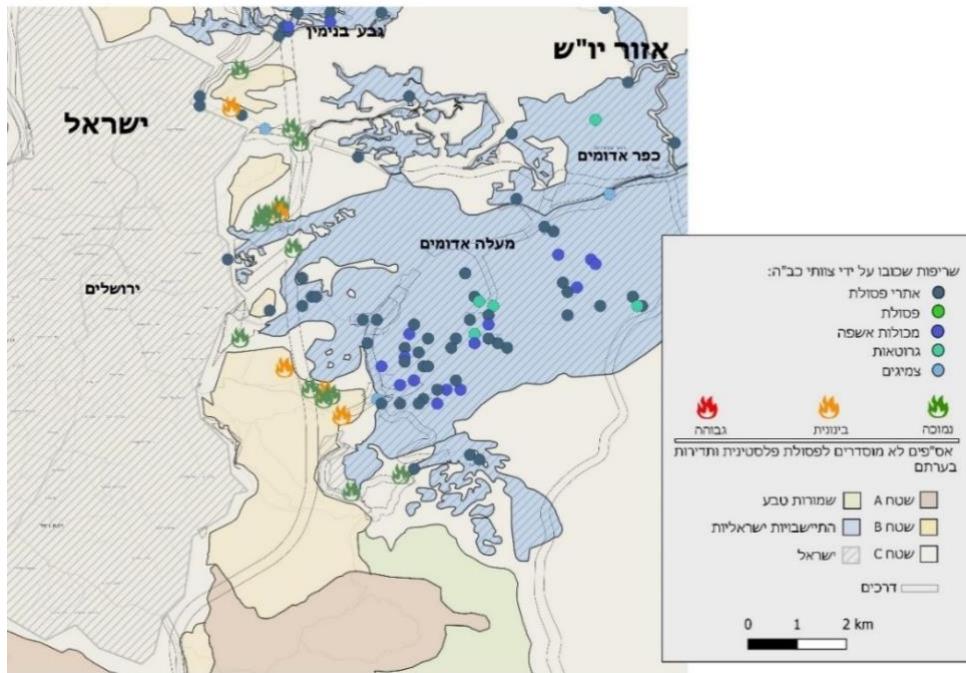 גבע בנימין
אזור יו"ש
ישראל
כפר אדומים
מעלה אדומים
ירושלים
שריפות שכובו על ידי צוותי כב"ה:
אתרי פסולת
פסולת
מכולות אשפה
גרוטאות
צמיגים
נמוכה
בינונית
גבוהה
אס"פים לא מוסדרים לפסולת פלסטינית ותדירות
בערתם
שטח A
שמורות טבע
שטח B
התיישבויות ישראליות
שטח C
ישראל
דרכים
0 1 2 km